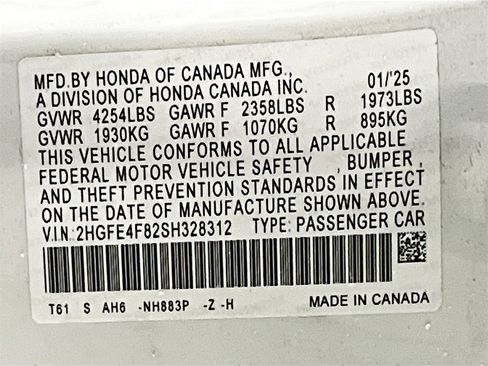 MFD.BY HONDA OF CANADA MFG.,
A DIVISION OF HONDA CANADA INC. 01/'25
GVWR 4254LBS GAWR F 2358LBS R 1973LBS
GVWR 1930KG GAWR F 1070KG R 895KG
THIS VEHICLE CONFORMS TO ALL APPLICABLE
FEDERAL MOTOR VEHICLE SAFETY , BUMPER ,
AND THEFT PREVENTION STANDARDS IN EFFECT
ON THE DATE OF MANUFACTURE SHOWN ABOVE.
V.I.N:2HGFE4F82SH328312 TYPE: PASSENGER CAR
T61 S AH6 -NH883P -Z -H MADE IN CANADA